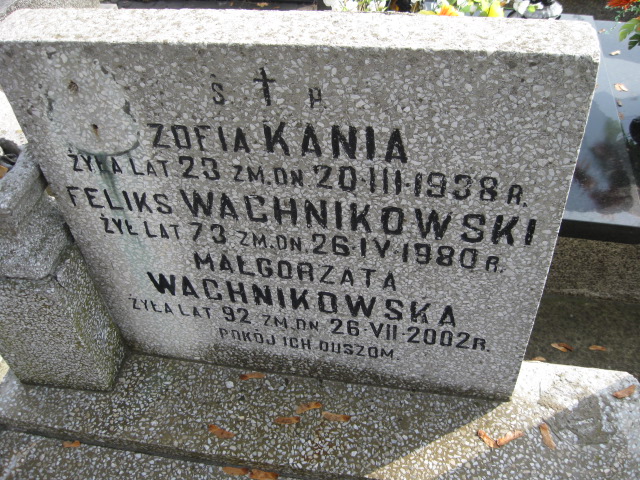 Ś † P
ZOFIA KANIA
ŻYŁA LAT 23 ZM. DN. 20·III·1938 R.
FELIKS WACHNIKOWSKI
ŻYŁ LAT 73 ZM. DN. 26·IV·1980 R.
MAŁGORZATA
WACHNIKOWSKA
ŻYŁA LAT 92 ZM. DN 26·VII·2002 R.
POKÓJ ICH DUSZOM.